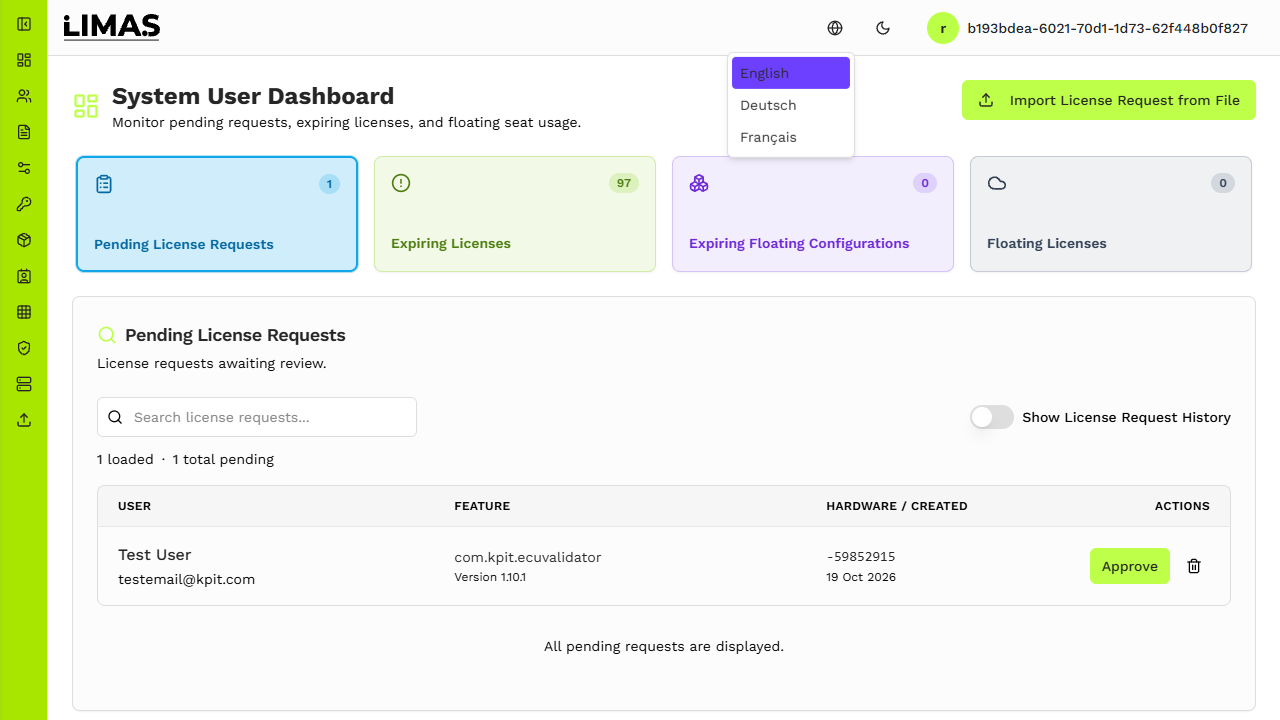 LIMAS
r
b193bdea-6021-70d1-1d73-62f448b0f827
English
Deutsch
Français
System User Dashboard
Monitor pending requests, expiring licenses, and floating seat usage.
Import License Request from File
1
Pending License Requests
97
Expiring Licenses
0
Expiring Floating Configurations
0
Floating Licenses
Pending License Requests
License requests awaiting review.
Search license requests...
Show License Request History
1 loaded · 1 total pending
USER FEATURE HARDWARE / CREATED ACTIONS
Test User com.kpit.ecuvalidator -59852915 Approve
testemail@kpit.com Version 1.10.1 19 Oct 2026
All pending requests are displayed.